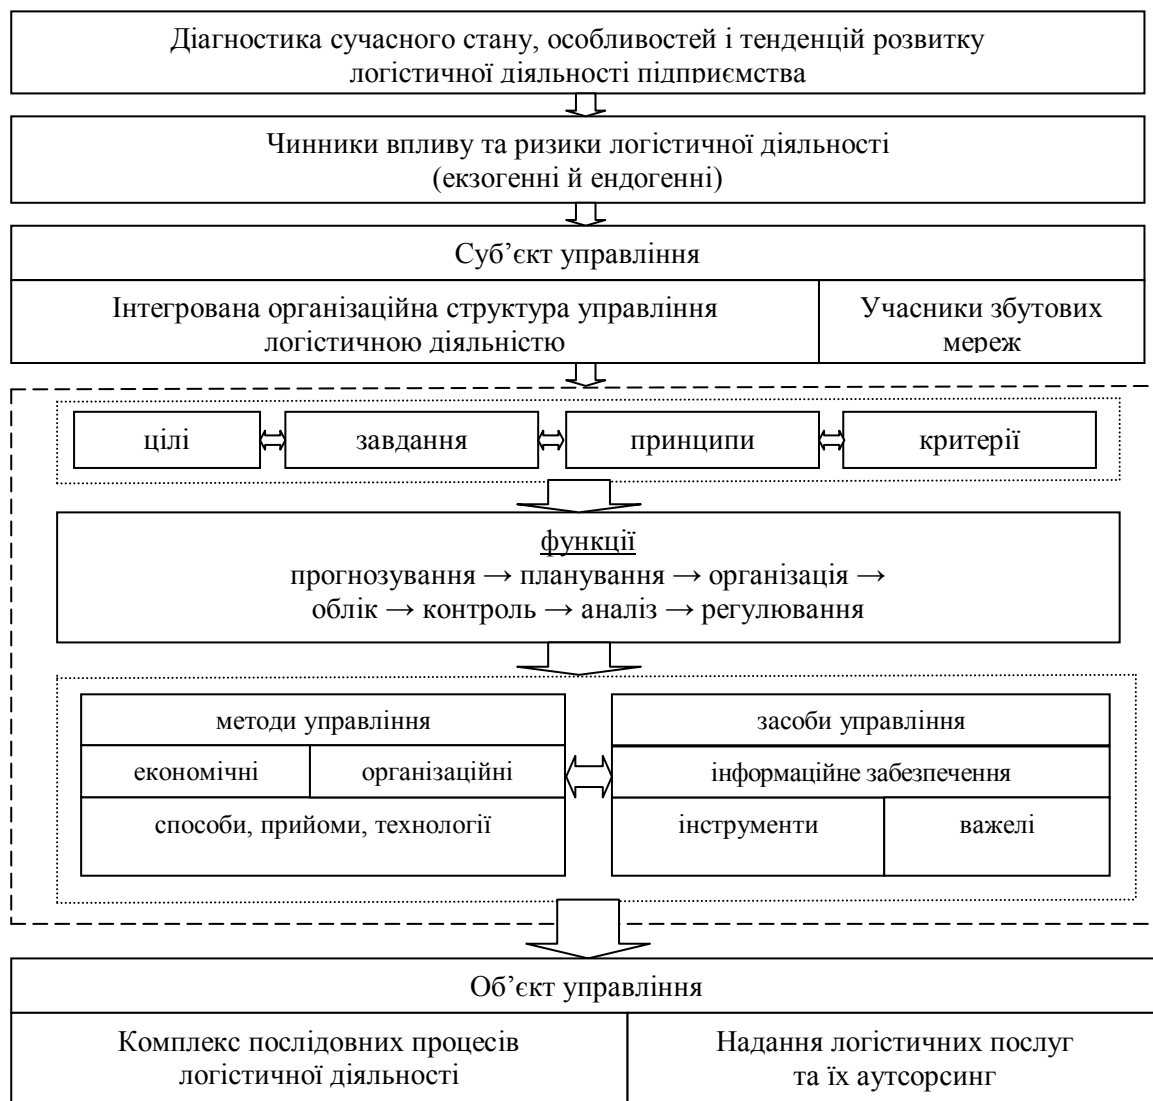 Діагностика сучасного стану, особливостей і тенденцій розвитку
логістичної діяльності підприємства
Чинники впливу та ризики логістичної діяльності
(екзогенні й ендогенні)
Суб’єкт управління
Інтегрована організаційна структура управління
логістичною діяльністю
Учасники збутових
мереж
цілі
завдання
принципи
критерії
функції
прогнозування → планування → організація →
облік → контроль → аналіз → регулювання
методи управління
економічні
організаційні
способи, прийоми, технології
засоби управління
інформаційне забезпечення
інструменти
важелі
Об’єкт управління
Комплекс послідовних процесів
логістичної діяльності
Надання логістичних послуг
та їх аутсорсинг